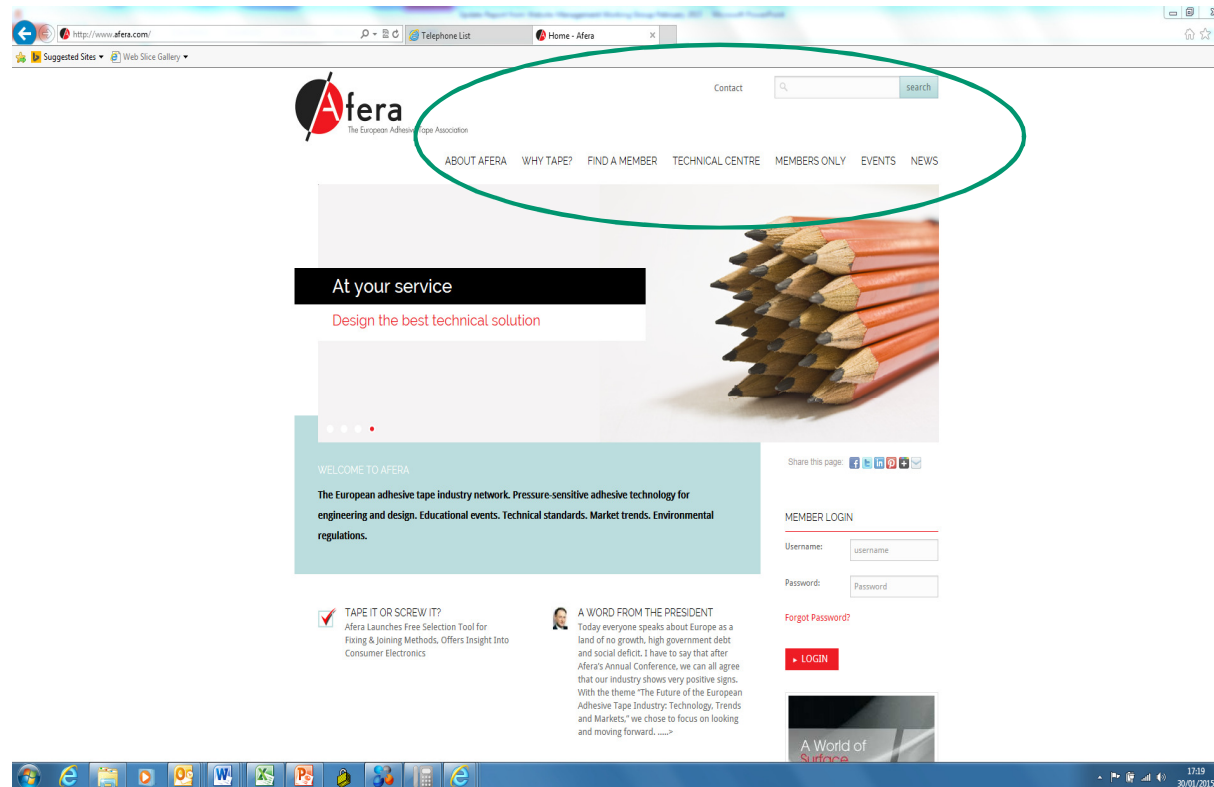 http://www.afera.com/
Telephone List
Home - Afera
Suggested Sites
Web Slice Gallery
Afera
The European Adhesive Tape Association
Contact
search
ABOUT AFERA WHY TAPE? FIND A MEMBER TECHNICAL CENTRE MEMBERS ONLY EVENTS NEWS
At your service
Design the best technical solution
WELCOME TO AFERA
The European adhesive tape industry network. Pressure-sensitive adhesive technology for
engineering and design. Educational events. Technical standards. Market trends. Environmental
regulations.
Share this page:
MEMBER LOGIN
Username: username
Password: Password
Forgot Password?
LOGIN
TAPE IT OR SCREW IT?
Afera Launches Free Selection Tool for
Fixing & Joining Methods, Offers Insight Into
Consumer Electronics
A WORD FROM THE PRESIDENT
Today everyone speaks about Europe as a
land of no growth, high government debt
and social deficit. I have to say that after
Afera's Annual Conference, we can all agree
that our industry shows very positive signs.
With the theme "The Future of the European
Adhesive Tape Industry: Technology, Trends
and Markets," we chose to focus on looking
and moving forward. .....>
A World of
Surface
17:19
30/01/2015